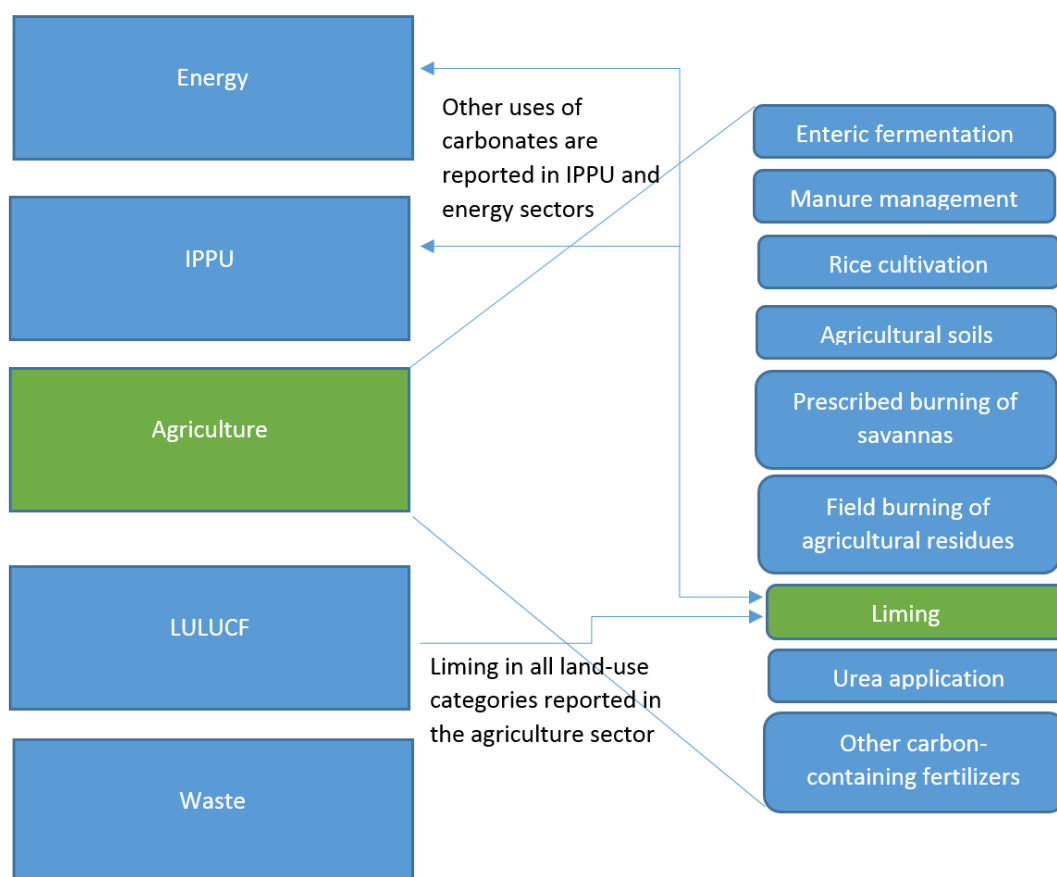 Energy
IPPU
Agriculture
LULUCF
Waste
Other uses of
carbonates are
reported in IPPU and
energy sectors
Liming in all land-use
categories reported in
the agriculture sector
Enteric fermentation
Manure management
Rice cultivation
Agricultural soils
Prescribed burning of
savannas
Field burning of
agricultural residues
Liming
Urea application
Other carbon-
containing fertilizers